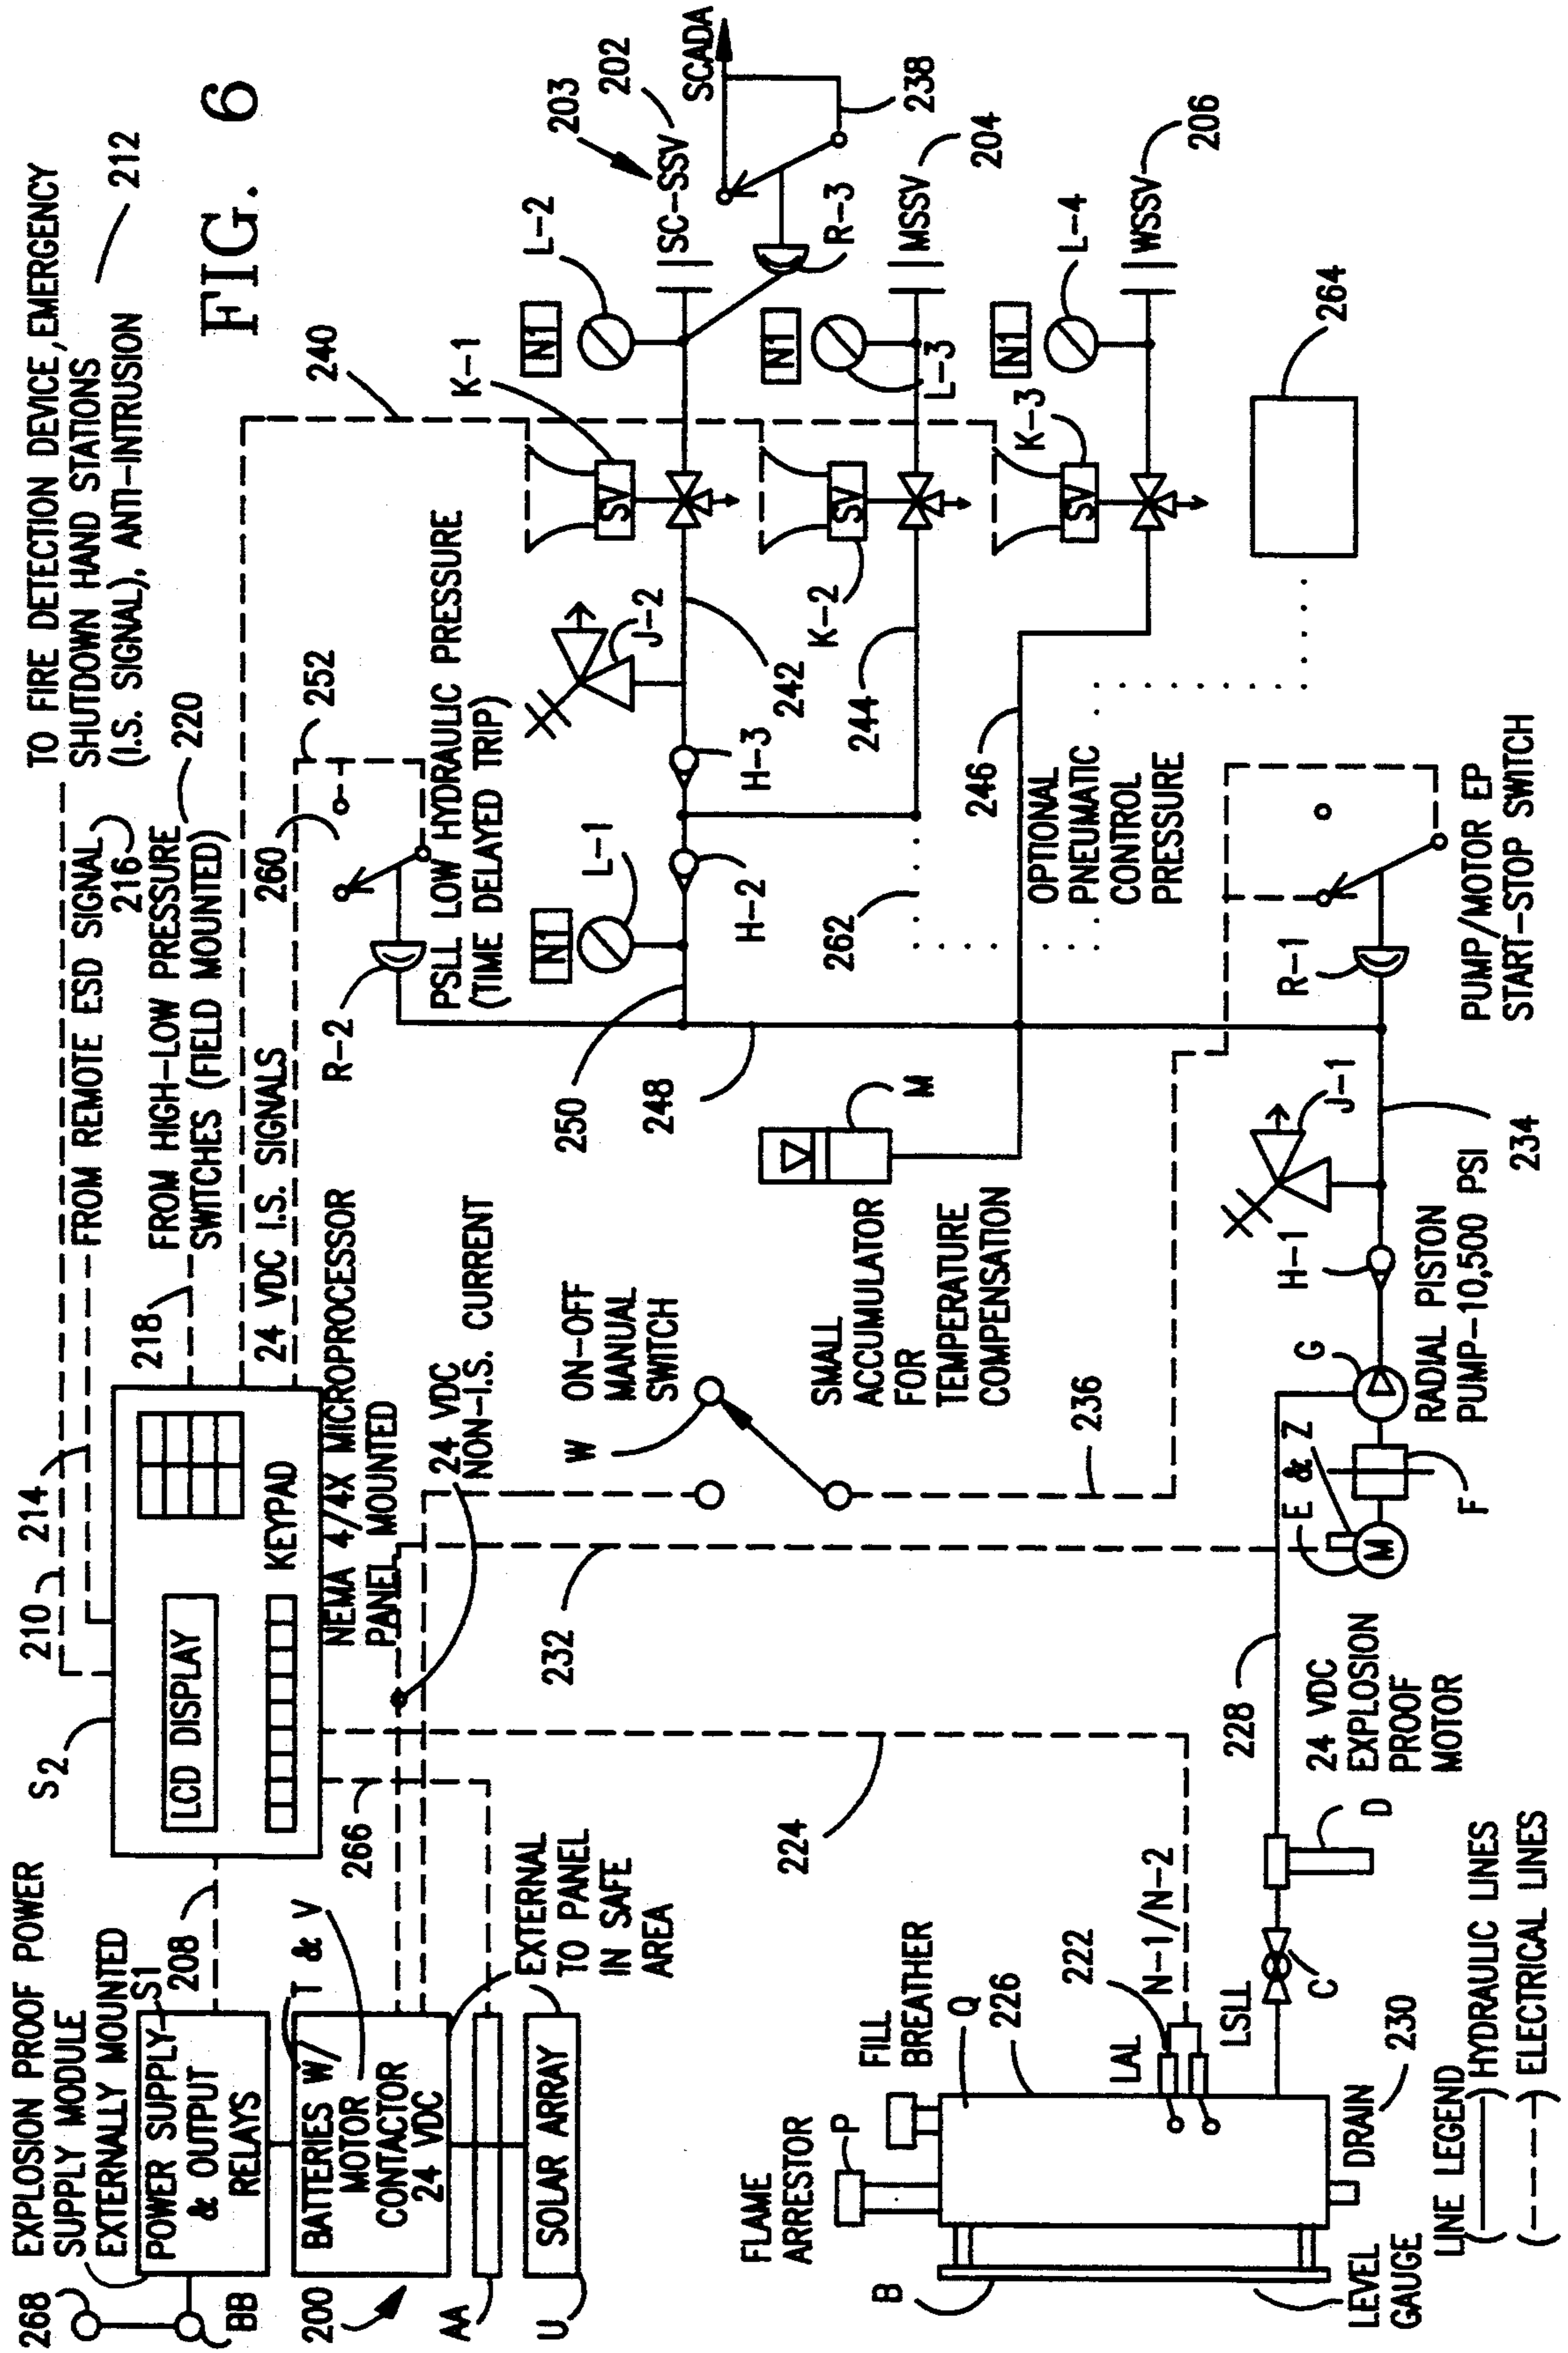 FIG. 6
TO FIRE DETECTION DEVICE, EMERGENCY
SHUTDOWN HAND STATIONS
(I.S. SIGNAL), ANTI-INTRUSION
212
FROM REMOTE ESD SIGNAL
216
FROM HIGH-LOW PRESSURE
SWITCHES (FIELD MOUNTED)
220
24 VDC I.S. SIGNALS
210
214
218
S2
LCD DISPLAY
KEYPAD
NEMA 4/4X MICROPROCESSOR
PANEL MOUNTED
EXPLOSION PROOF POWER
SUPPLY MODULE
EXTERNALLY MOUNTED
268
BB
POWER SUPPLY
& OUTPUT
RELAYS
S1
208
T & V
BATTERIES W/
MOTOR
CONTACTOR
24 VDC
200
AA
SOLAR ARRAY
U
EXTERNAL
TO PANEL
IN SAFE
AREA
266
24 VDC
NON-I.S. CURRENT
W
ON-OFF
MANUAL
SWITCH
232
224
236
240
252
260
R-2
PSLL LOW HYDRAULIC PRESSURE
(TIME DELAYED TRIP)
N1
L-1
250
248
H-2
H-3
J-2
242
K-1
SV
N1
L-2
203
SC-SSV
202
SCADA
238
R-3
K-2
SV
244
N1
L-3
MSSV
204
K-3
SV
246
N1
L-4
WSSV
206
262
OPTIONAL
PNEUMATIC
CONTROL
PRESSURE
264
M
SMALL
ACCUMULATOR
FOR
TEMPERATURE
COMPENSATION
R-1
PUMP/MOTOR EP
START-STOP SWITCH
J-1
234
H-1
G
RADIAL PISTON
PUMP-10,500 PSI
E & Z
M
F
24 VDC
EXPLOSION
PROOF
MOTOR
228
D
C
FLAME
ARRESTOR
P
FILL
BREATHER
Q
226
222
N-1/N-2
LAL
LSLL
B
LEVEL
GAUGE
DRAIN
230
LINE LEGEND
HYDRAULIC LINES
ELECTRICAL LINES